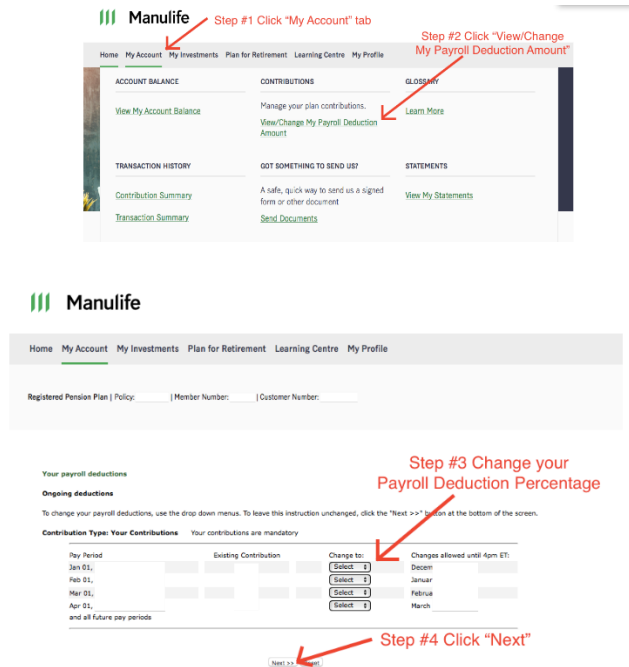 Manulife
Step #1 Click "My Account" tab
Step #2 Click "View/Change
My Payroll Deduction Amount"
Home My Account My Investments Plan for Retirement Learning Centre My Profile
ACCOUNT BALANCE CONTRIBUTIONS GLOSSARY
View My Account Balance
Manage your plan contributions.
View/Change My Payroll Deduction
Amount
Learn More
TRANSACTION HISTORY GOT SOMETHING TO SEND US? STATEMENTS
Contribution Summary
Transaction Summary
A safe, quick way to send us a signed
form or other document
Send Documents
View My Statements
Manulife
Home My Account My Investments Plan for Retirement Learning Centre My Profile
Registered Pension Plan | Policy: | Member Number: | Customer Number:
Step #3 Change your
Payroll Deduction Percentage
Your payroll deductions
Ongoing deductions
To change your payroll deductions, use the drop down menus. To leave this instruction unchanged, click the "Next >>" button at the bottom of the screen.
Contribution Type: Your Contributions Your contributions are mandatory
Pay Period Existing Contribution Change to: Changes allowed until 4pm ET:
Jan 01, Select Decem
Feb 01, Select Januar
Mar 01, Select Februa
Apr 01, Select March
and all future pay periods
Step #4 Click "Next"
Next >>